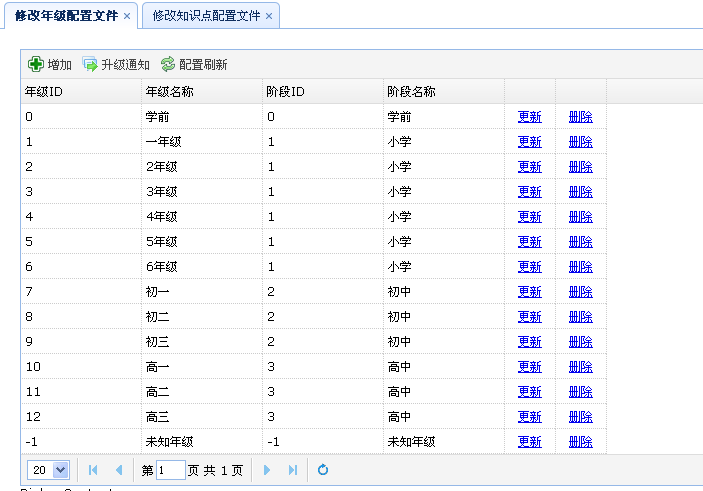 修改年级配置文件 × 修改知识点配置文件 ×
增加 升级通知 配置刷新
年级ID 年级名称 阶段ID 阶段名称
0 学前 0 学前 更新 删除
1 一年级 1 小学 更新 删除
2 2年级 1 小学 更新 删除
3 3年级 1 小学 更新 删除
4 4年级 1 小学 更新 删除
5 5年级 1 小学 更新 删除
6 6年级 1 小学 更新 删除
7 初一 2 初中 更新 删除
8 初二 2 初中 更新 删除
9 初三 2 初中 更新 删除
10 高一 3 高中 更新 删除
11 高二 3 高中 更新 删除
12 高三 3 高中 更新 删除
-1 未知年级 -1 未知年级 更新 删除
20 第 1 页 共 1 页